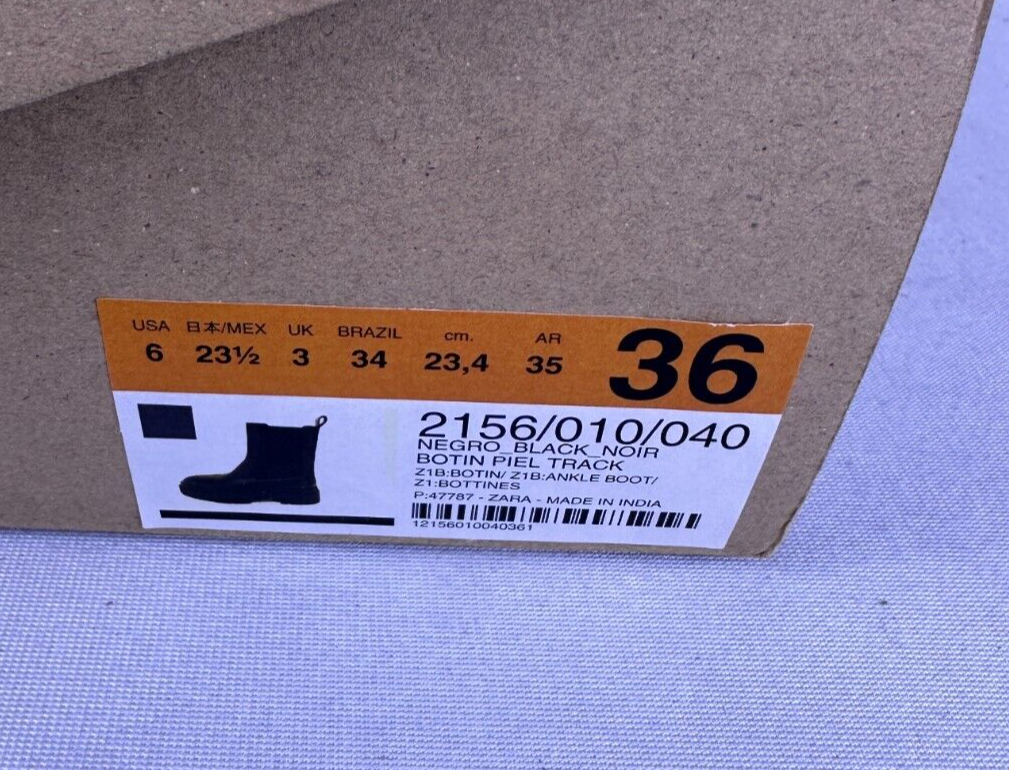 USA 日本/MEX UK BRAZIL cm. AR
6 23½ 3 34 23,4 35 36
2156/010/040
NEGRO_BLACK_NOIR
BOTIN PIEL TRACK
Z1B:BOTIN/ Z1B:ANKLE BOOT/
Z1:BOTTINES
P:47787 - ZARA - MADE IN INDIA
12156010040361